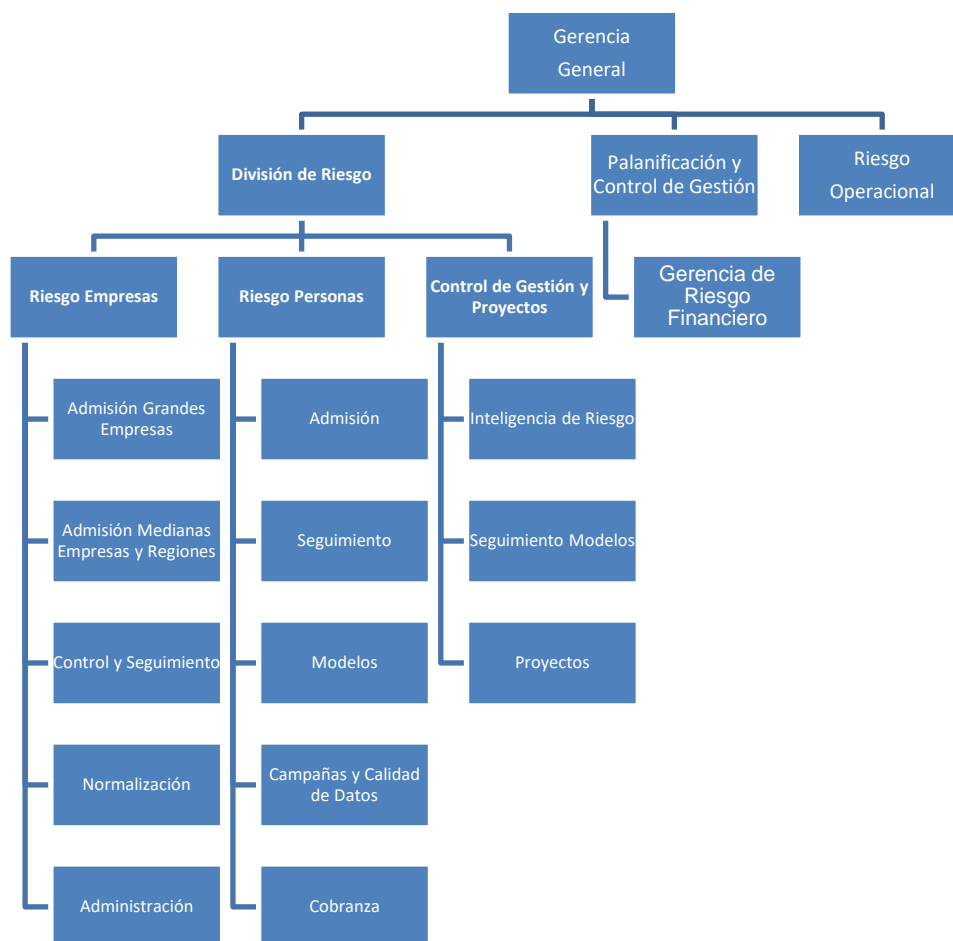 Gerencia
General
División de Riesgo
Palanificación y
Control de Gestión
Riesgo
Operacional
Riesgo Empresas
Riesgo Personas
Control de Gestión y
Proyectos
Gerencia de
Riesgo
Financiero
Admisión Grandes
Empresas
Admisión
Inteligencia de Riesgo
Admisión Medianas
Empresas y Regiones
Seguimiento
Seguimiento Modelos
Control y Seguimiento
Modelos
Proyectos
Normalización
Campañas y Calidad
de Datos
Administración
Cobranza